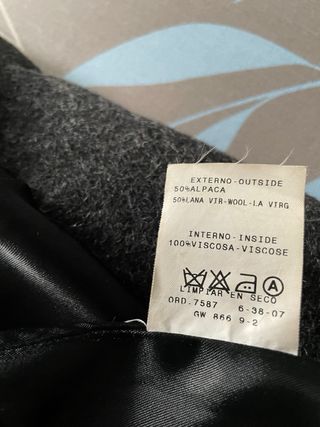 EXTERNO-OUTSIDE
50%ALPACA
50%LANA VIR-WOOL-LA VIRG
INTERNO-INSIDE
100%VISCOSA-VISCOSE
A
LIMPIAR EN SECO
ORD.7587 6-38-07
GW 866 9-2